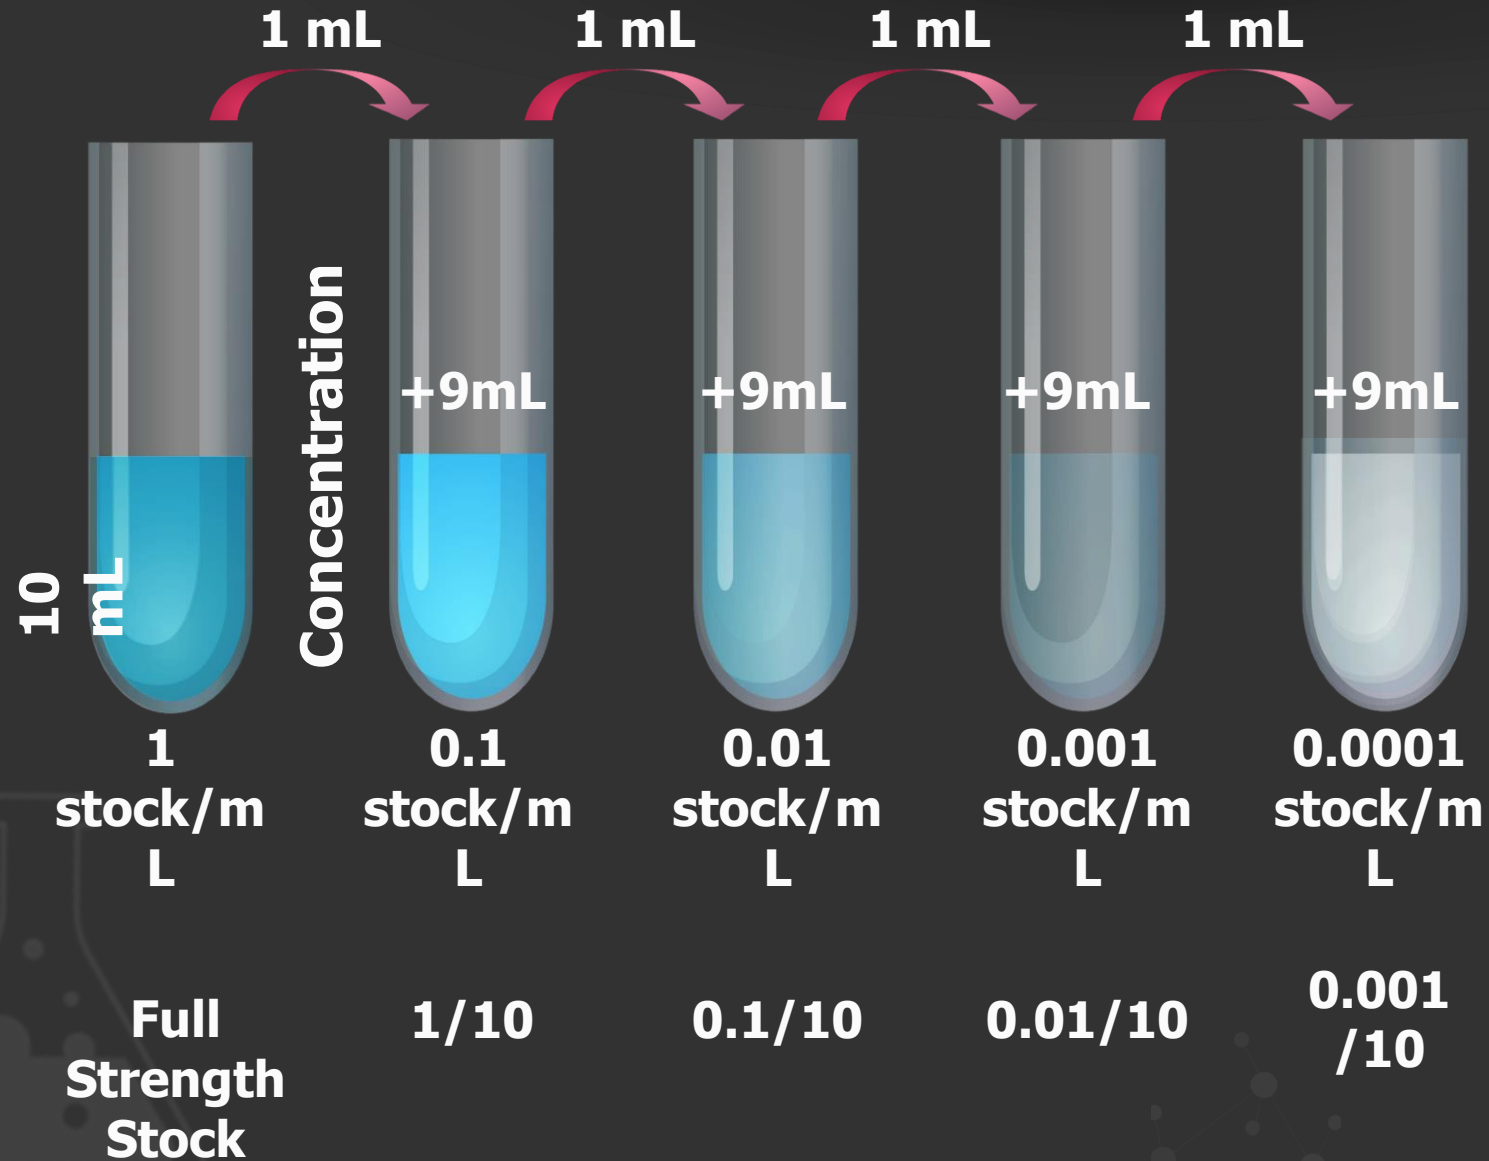 1 mL
1 mL
1 mL
1 mL
10
mL
Concentration
+9mL
+9mL
+9mL
+9mL
1
stock/m
L
0.1
stock/m
L
0.01
stock/m
L
0.001
stock/m
L
0.0001
stock/m
L
Full
Strength
Stock
1/10
0.1/10
0.01/10
0.001
/10